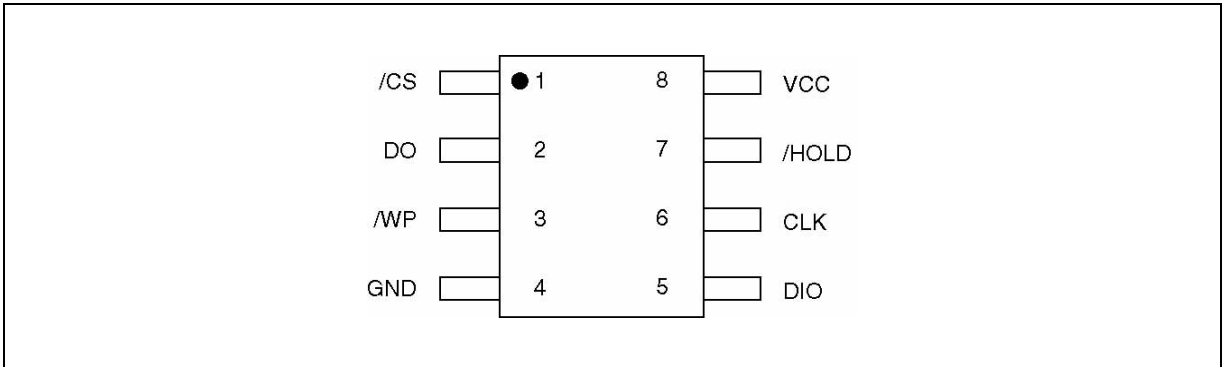 /CS 1 8 VCC
DO 2 7 /HOLD
/WP 3 6 CLK
GND 4 5 DIO